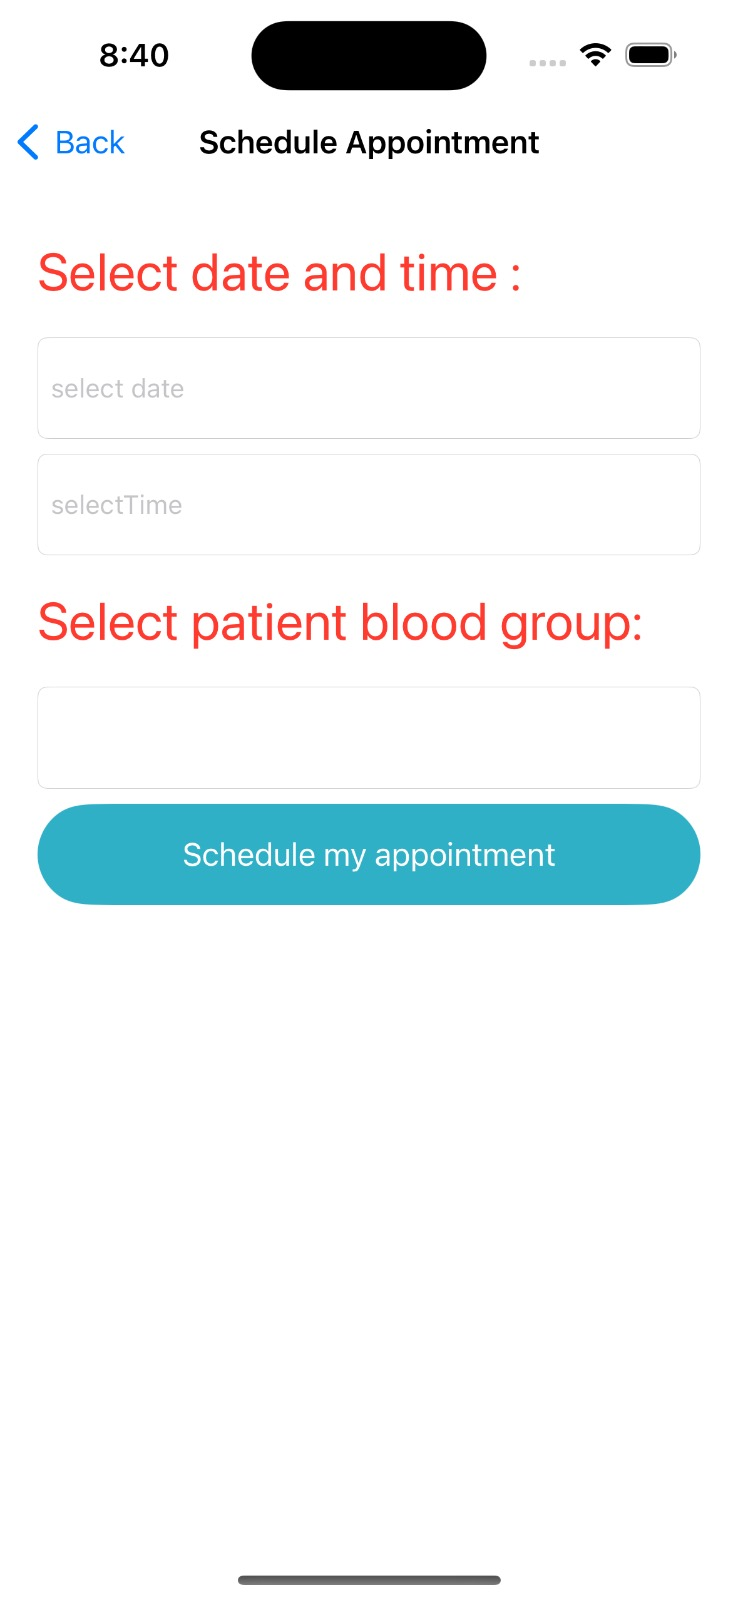 8:40
Back Schedule Appointment
Select date and time :
select date
selectTime
Select patient blood group:
Schedule my appointment